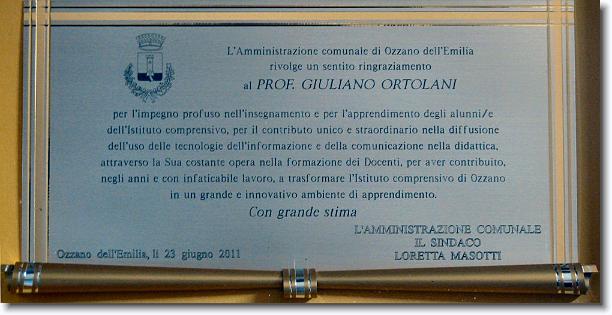 L'Amministrazione comunale di Ozzano dell'Emilia
rivolge un sentito ringraziamento
al PROF. GIULIANO ORTOLANI
per l'impegno profuso nell'insegnamento e per l'apprendimento degli alunni/e
dell'Istituto comprensivo, per il contributo unico e straordinario nella diffusione
dell'uso delle tecnologie dell'informazione e della comunicazione nella didattica,
attraverso la Sua costante opera nella formazione dei Docenti, per aver contribuito,
negli anni e con infaticabile lavoro, a trasformare l'Istituto comprensivo di Ozzano
in un grande e innovativo ambiente di apprendimento.
Con grande stima
L'AMMINISTRAZIONE COMUNALE
IL SINDACO
LORETTA MASOTTI
Ozzano dell'Emilia, lì 23 giugno 2011